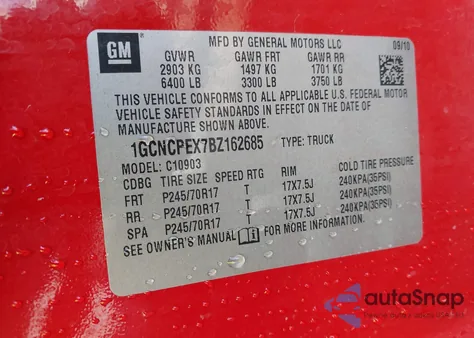 GM
MFD BY GENERAL MOTORS LLC 09/10
GVWR GAWR FRT GAWR RR
2903 KG 1497 KG 1701 KG
6400 LB 3300 LB 3750 LB
THIS VEHICLE CONFORMS TO ALL APPLICABLE U.S. FEDERAL MOTOR
VEHICLE SAFETY STANDARDS IN EFFECT ON THE DATE OF
MANUFACTURE SHOWN ABOVE.
1GCNCPEX7BZ162685 TYPE: TRUCK
MODEL: C10903
CDBG TIRE SIZE SPEED RTG RIM COLD TIRE PRESSURE
FRT P245/70R17 T 17X7.5J 240KPA(35PSI)
RR P245/70R17 T 17X7.5J 240KPA(35PSI)
SPA P245/70R17 T 17X7.5J 240KPA(35PSI)
SEE OWNER'S MANUAL FOR MORE INFORMATION.
autoSnap